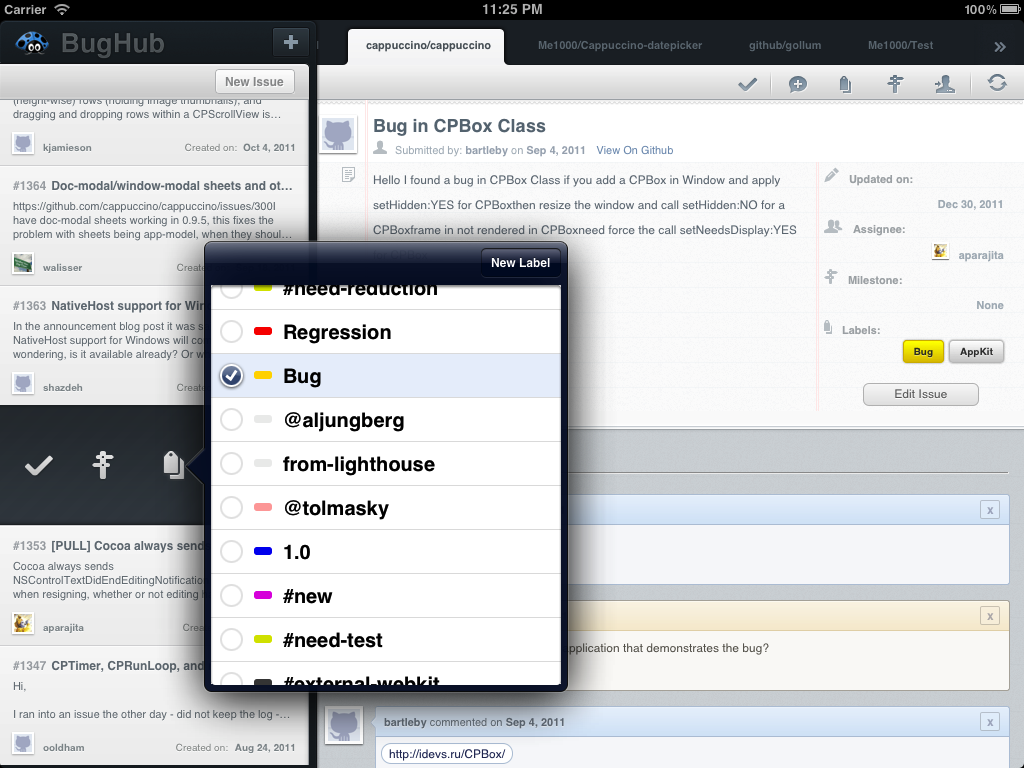 Carrier
11:25 PM
100%
BugHub
+
cappuccino/cappuccino
Me1000/Cappuccino-datepicker
github/gollum
Me1000/Test
»
New Issue
(height-wise) rows (holding image thumbnails), and
dragging and dropping rows within a CPScrollView is…
kjamieson
Created on: Oct 4, 2011
#1364 Doc-modal/window-modal sheets and ot…
https://github.com/cappuccino/cappuccino/issues/300I
have doc-modal sheets working in 0.9.5, this fixes the
problem with sheets being app-model, when they shoul…
walisser
Create
#1363 NativeHost support for Wi
In the announcement blog post it was s
NativeHost support for Windows will co
wondering, is it available already? Or w
shazdeh
Create
#1353 [PULL] Cocoa always send
Cocoa always sends
NSControlTextDidEndEditingNotificatio
when resigning, whether or not editing
aparajita
Crea
#1347 CPTimer, CPRunLoop, and
Hi,
I ran into an issue the other day - did not keep the log -…
ooldham
Created on: Aug 24, 2011
Bug in CPBox Class
Submitted by: bartleby on Sep 4, 2011 View On Github
Hello I found a bug in CPBox Class if you add a CPBox in Window and apply
setHidden:YES for CPBoxthen resize the window and call setHidden:NO for a
CPBoxframe in not rendered in CPBoxneed force the call setNeedsDisplay:YES
Updated on:
Dec 30, 2011
Assignee:
aparajita
Milestone:
None
Labels:
Bug
AppKit
Edit Issue
New Label
#need-reduction
Regression
Bug
@aljungberg
from-lighthouse
@tolmasky
1.0
#new
#need-test
#external-webkit
x
x
pplication that demonstrates the bug?
bartleby commented on Sep 4, 2011
x
http://idevs.ru/CPBox/